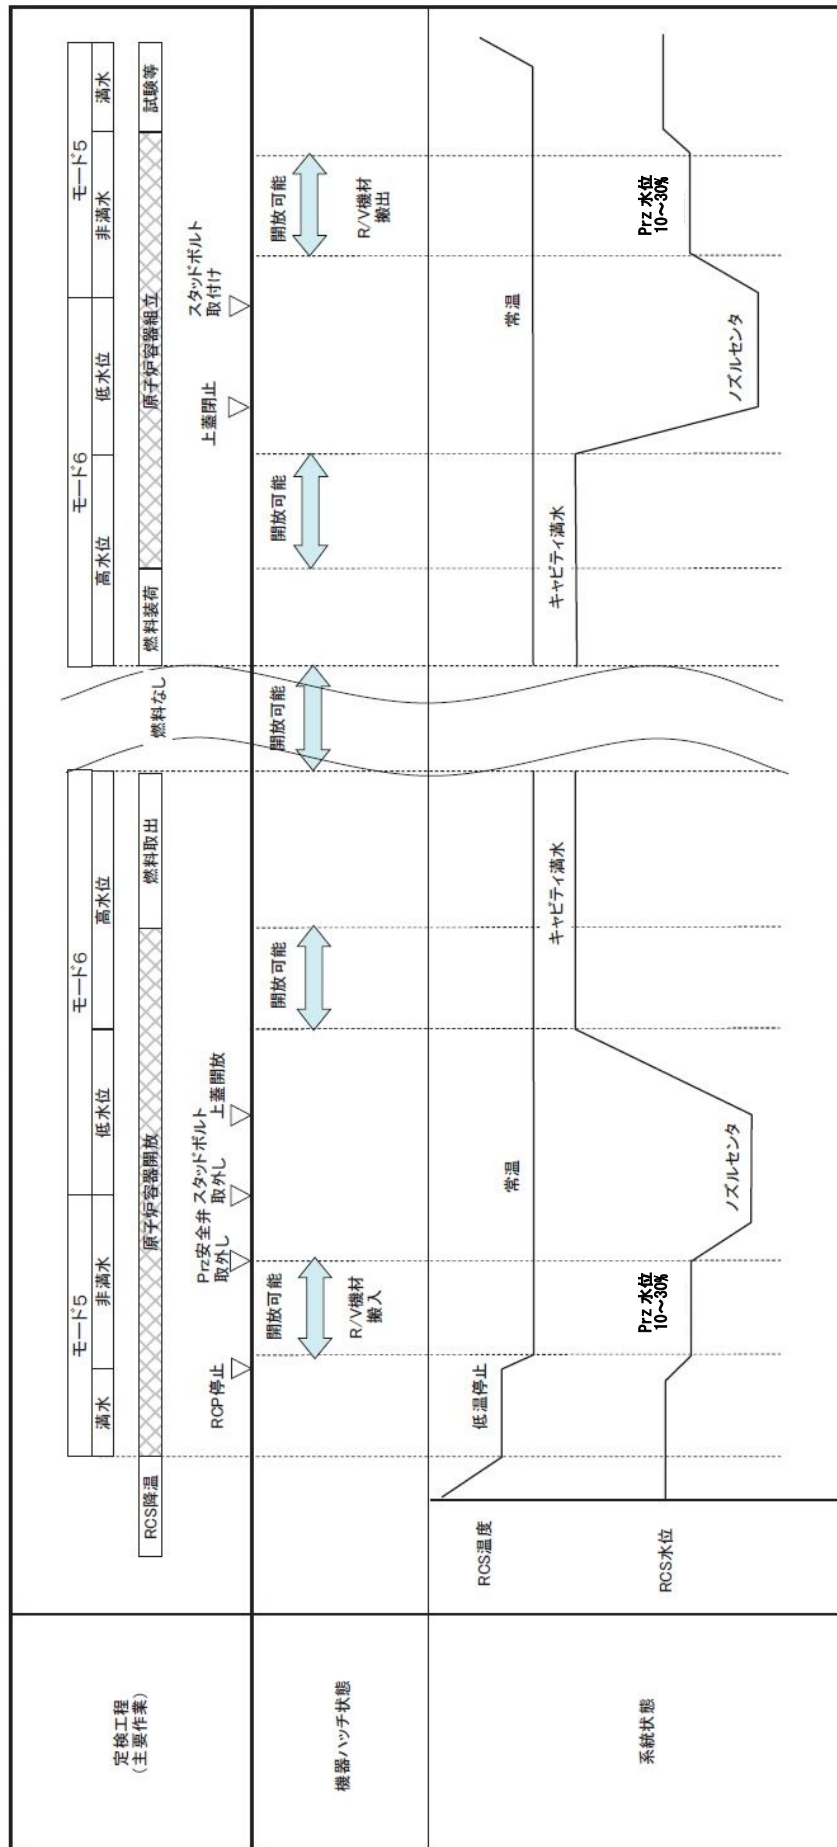 定検工程
(主要作業)
モード5
モード6
モード6
モード5
満水
非満水
低水位
高水位
高水位
低水位
非満水
満水
RCS降温
原子炉容器開放
燃料取出
燃料なし
燃料装荷
原子炉容器組立
試験等
RCP停止
Prz安全弁
取外し
スタッドボルト
取外し
上蓋開放
上蓋閉止
スタッドボルト
取付け
機器ハッチ状態
開放可能
R/V機材
搬入
開放可能
開放可能
開放可能
開放可能
R/V機材
搬出
系統状態
RCS温度
低温停止
常温
常温
RCS水位
Prz 水位
10～30%
ノズルセンタ
キャビティ満水
キャビティ満水
ノズルセンタ
Prz 水位
10～30%